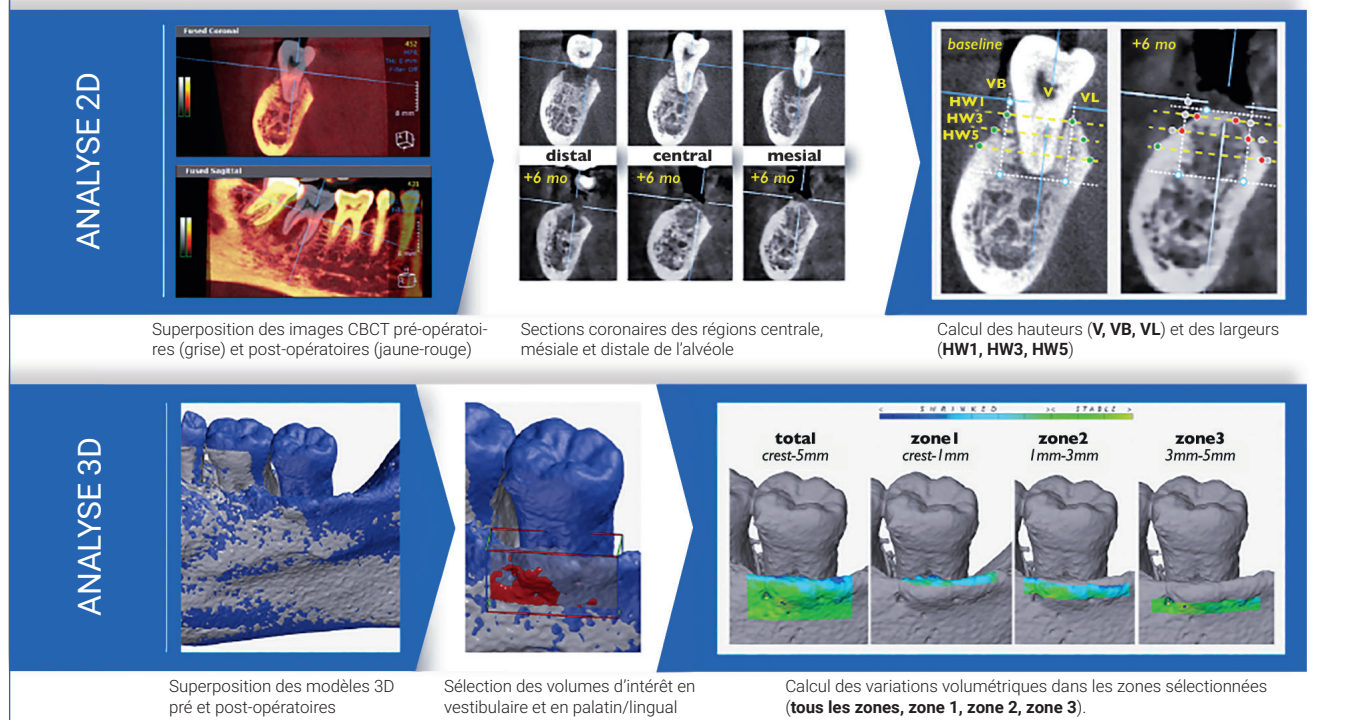 ANALYSE 2D
Fused Coronal
452
8 mm
Fused Sagittal
428
distal central mesial
+6 mo +6 mo +6 mo
baseline +6 mo
VB V VL
HW1
HW3
HW5
Superposition des images CBCT pré-opératoi-
res (grise) et post-opératoires (jaune-rouge)
Sections coronaires des régions centrale,
mésiale et distale de l’alvéole
Calcul des hauteurs (V, VB, VL) et des largeurs
(HW1, HW3, HW5)
ANALYSE 3D
< SHRINKED >< STABLE >
total
crest-5mm
zone1
crest-1mm
zone2
1mm-3mm
zone3
3mm-5mm
Superposition des modèles 3D
pré et post-opératoires
Sélection des volumes d’intérêt en
vestibulaire et en palatin/lingual
Calcul des variations volumétriques dans les zones sélectionnées
(tous les zones, zone 1, zone 2, zone 3).